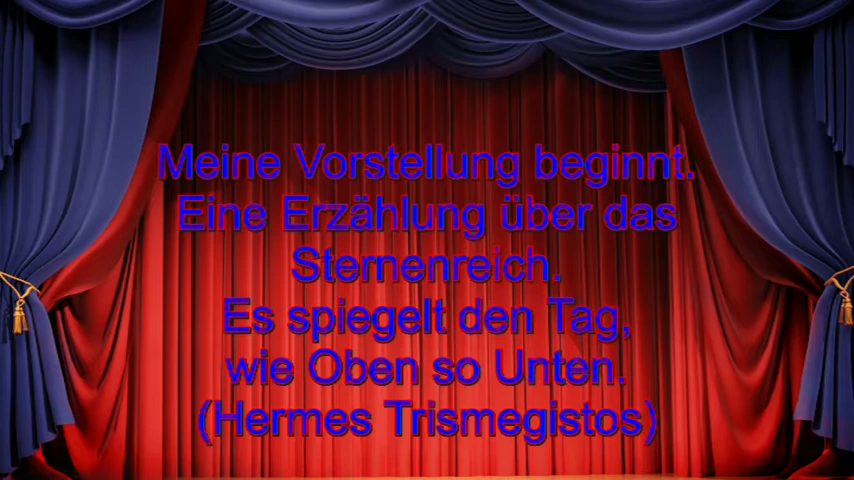 Meine Vorstellung beginnt.
Eine Erzählung über das
Sternenreich.
Es spiegelt den Tag,
wie Oben so Unten.
(Hermes Trismegistos)